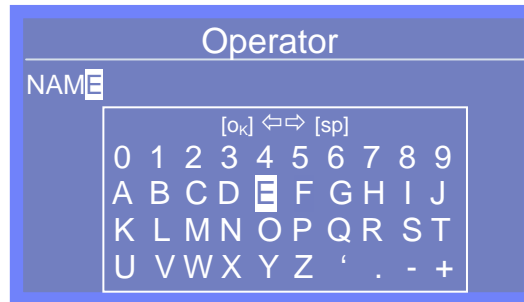 Operator
NAME
[oK] ⇦⇨ [sp]
0 1 2 3 4 5 6 7 8 9
A B C D E F G H I J
K L M N O P Q R S T
U V W X Y Z ‘ . - +